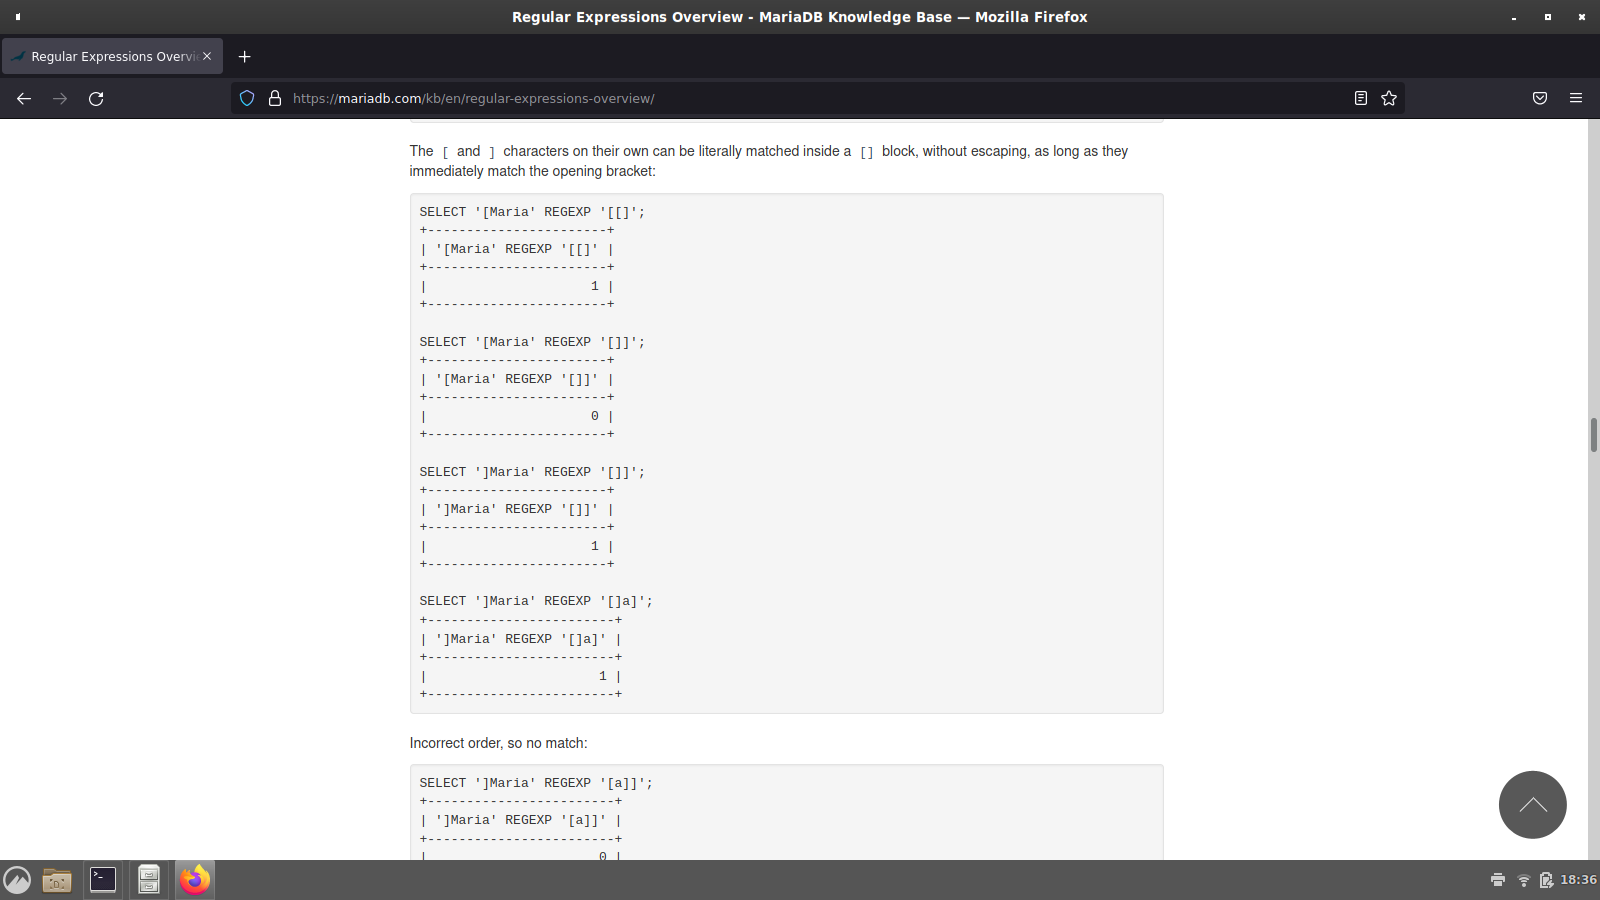 Regular Expressions Overview - MariaDB Knowledge Base — Mozilla Firefox
Regular Expressions Overvi
https://mariadb.com/kb/en/regular-expressions-overview/
The [ and ] characters on their own can be literally matched inside a [] block, without escaping, as long as they
immediately match the opening bracket:
SELECT '[Maria' REGEXP '[[]';
+-----------------------+
| '[Maria' REGEXP '[[]' |
+-----------------------+
|                     1 |
+-----------------------+
SELECT '[Maria' REGEXP '[]]';
+-----------------------+
| '[Maria' REGEXP '[]]' |
+-----------------------+
|                     0 |
+-----------------------+
SELECT ']Maria' REGEXP '[]]';
+-----------------------+
| ']Maria' REGEXP '[]]' |
+-----------------------+
|                     1 |
+-----------------------+
SELECT ']Maria' REGEXP '[]a]';
+------------------------+
| ']Maria' REGEXP '[]a]' |
+------------------------+
|                      1 |
+------------------------+
Incorrect order, so no match:
SELECT ']Maria' REGEXP '[a]]';
+------------------------+
| ']Maria' REGEXP '[a]]' |
+------------------------+
|                      0 |
18:36